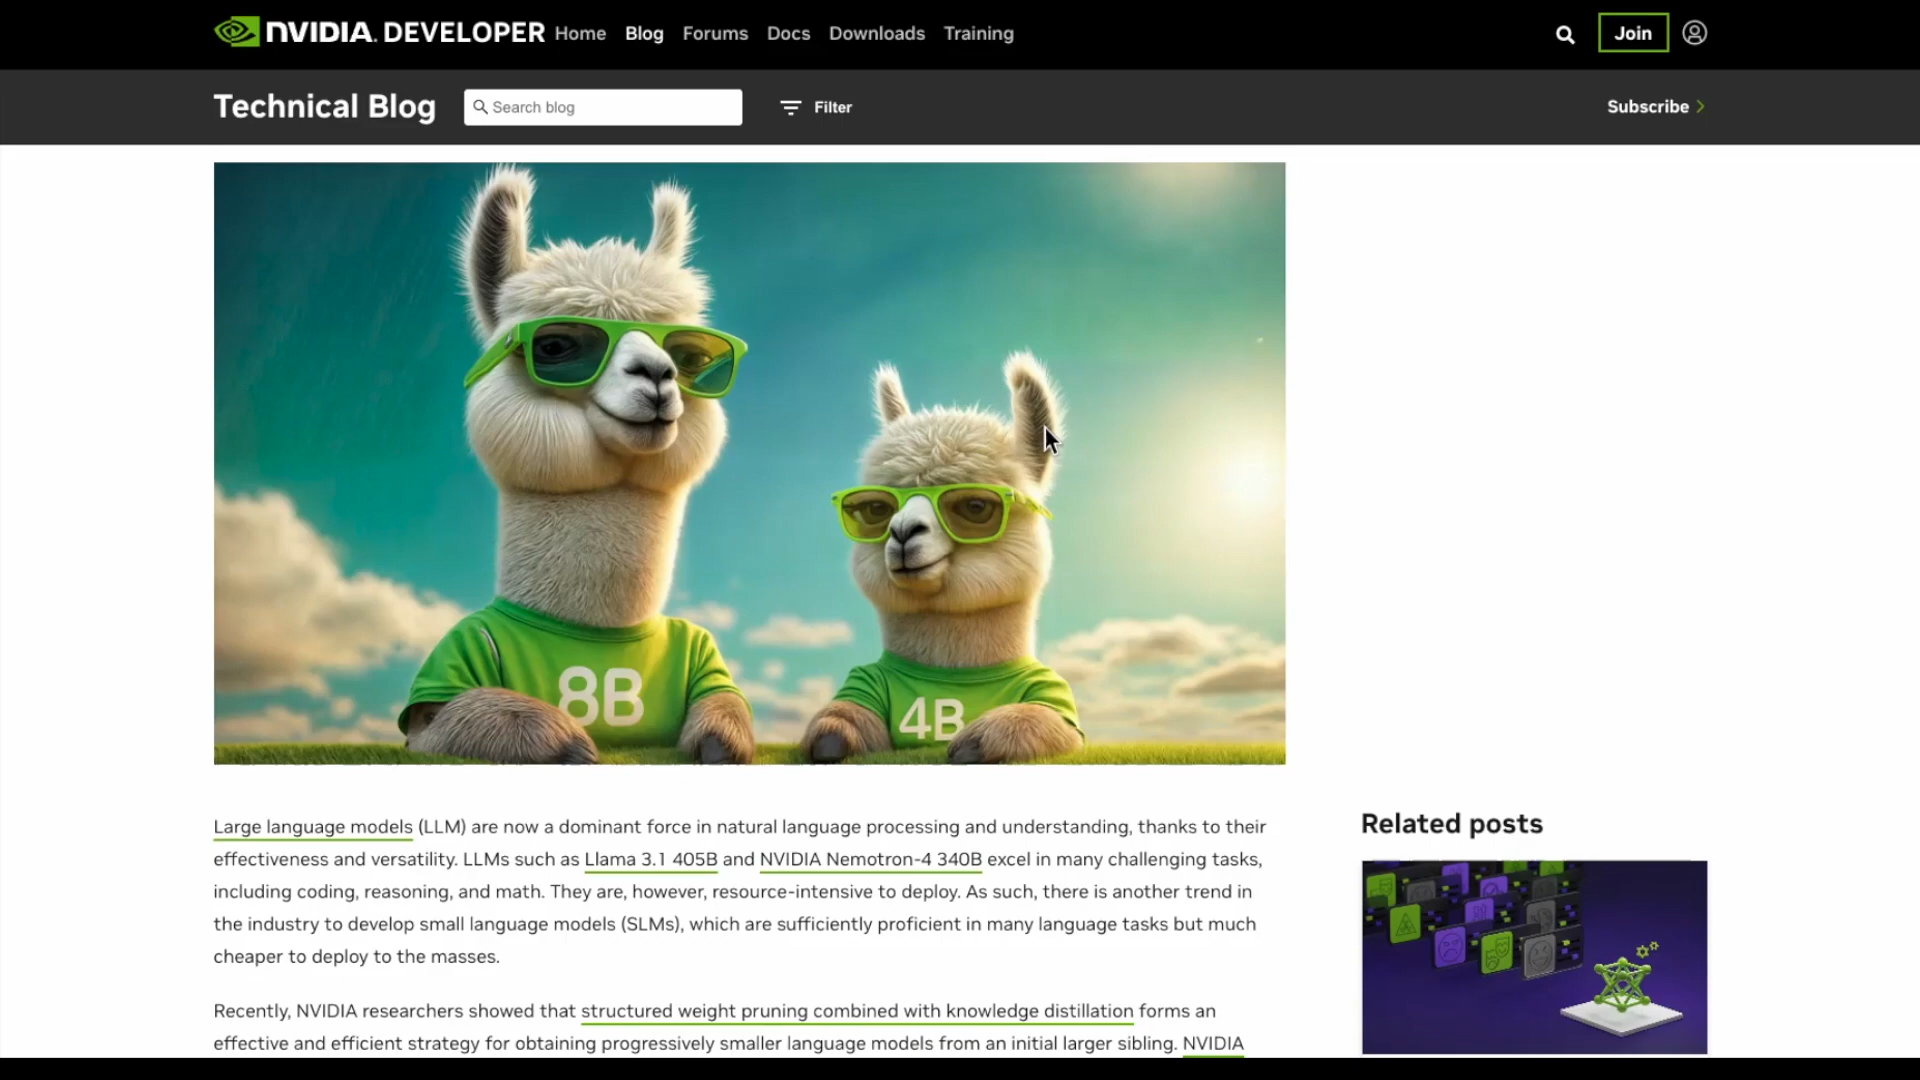 NVIDIA. DEVELOPER Home Blog Forums Docs Downloads Training Join
Technical Blog Search blog Filter Subscribe
8B 4B
Large language models (LLM) are now a dominant force in natural language processing and understanding, thanks to their
effectiveness and versatility. LLMs such as Llama 3.1 405B and NVIDIA Nemotron-4 340B excel in many challenging tasks,
including coding, reasoning, and math. They are, however, resource-intensive to deploy. As such, there is another trend in
the industry to develop small language models (SLMs), which are sufficiently proficient in many language tasks but much
cheaper to deploy to the masses.
Recently, NVIDIA researchers showed that structured weight pruning combined with knowledge distillation forms an
effective and efficient strategy for obtaining progressively smaller language models from an initial larger sibling. NVIDIA
Related posts